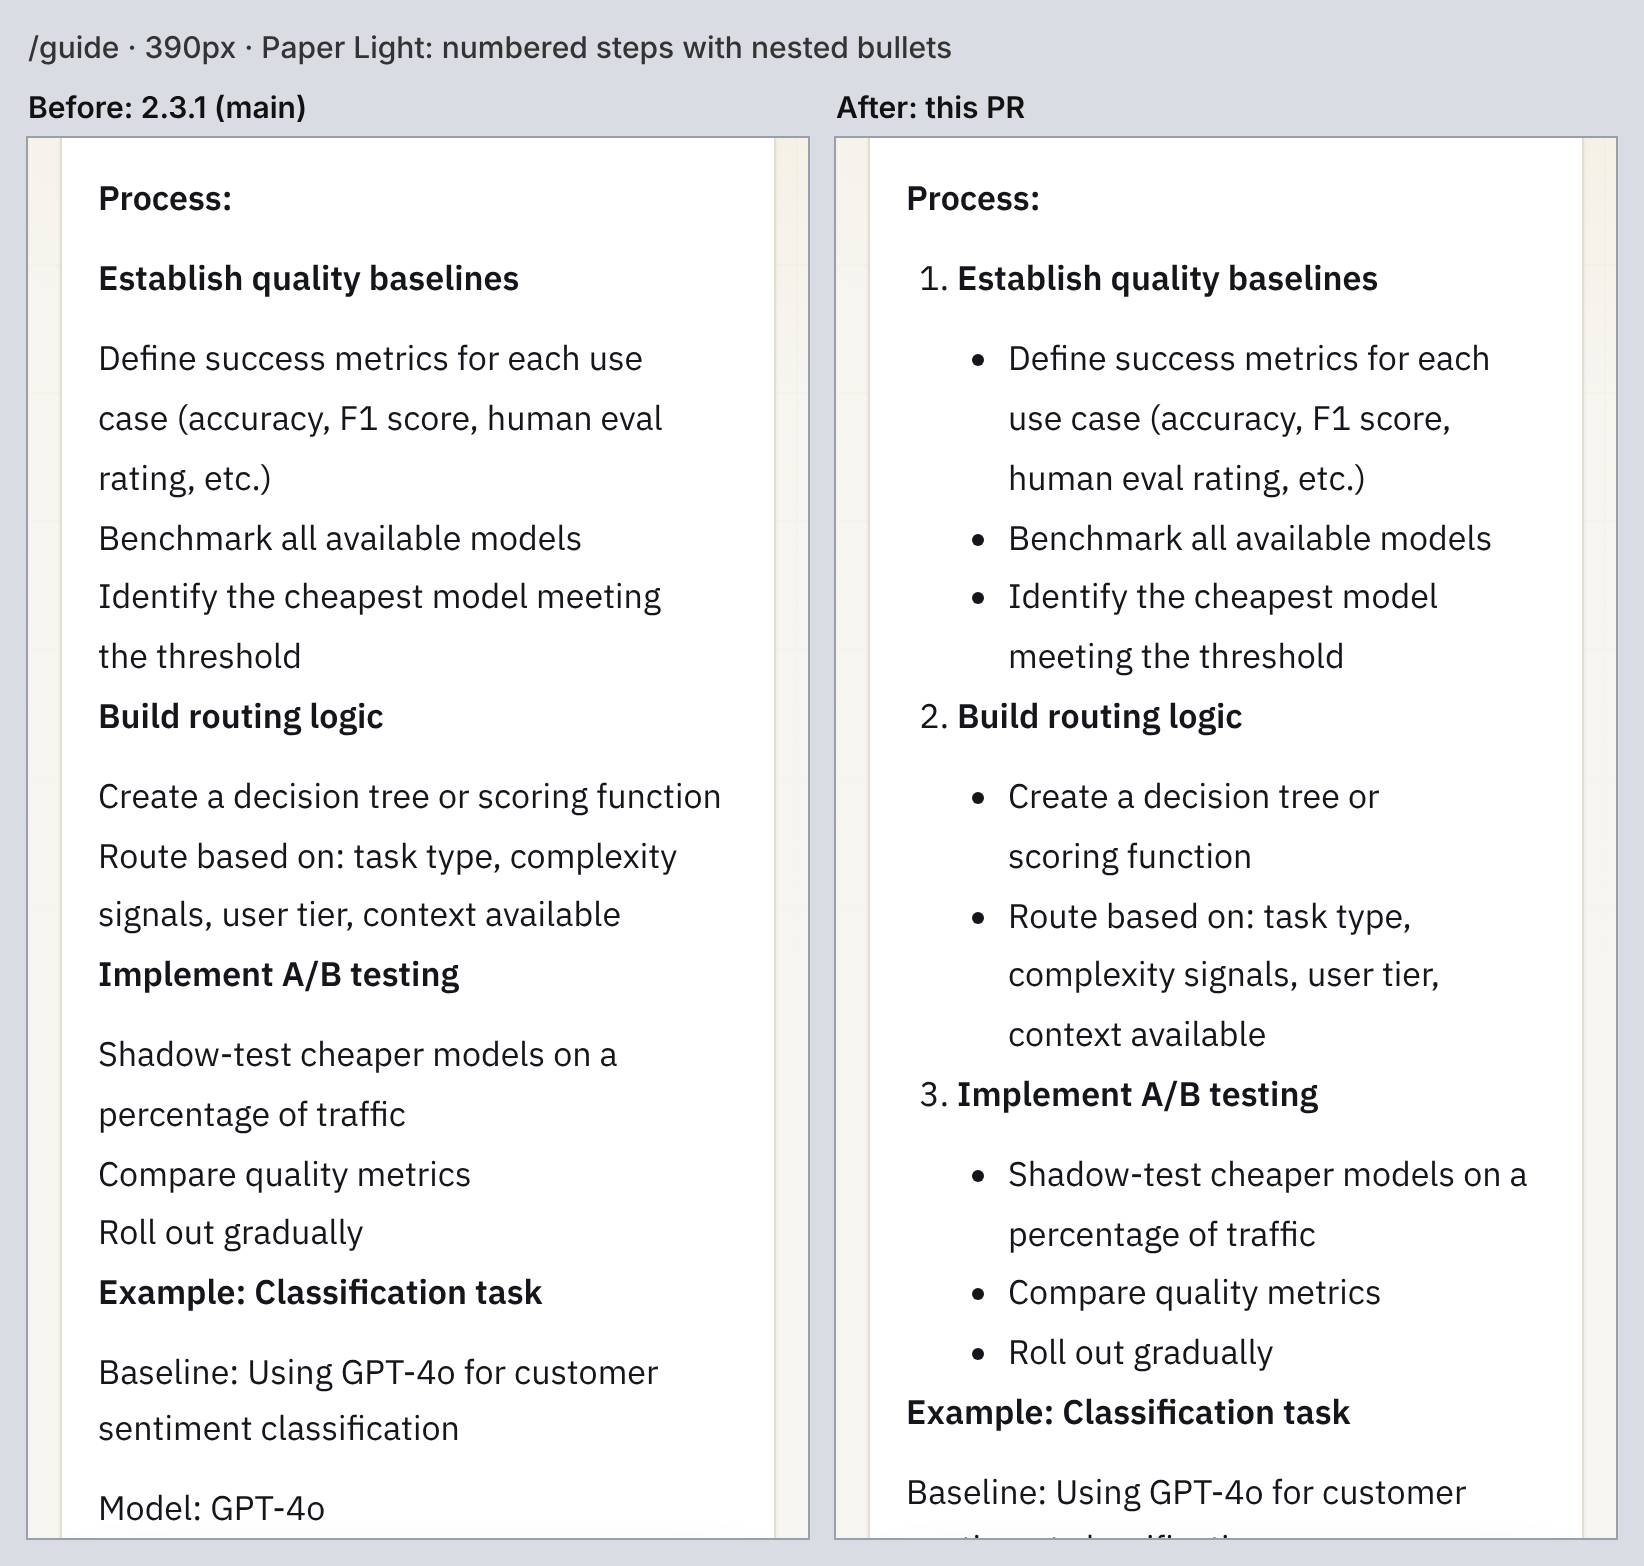 /guide · 390px · Paper Light: numbered steps with nested bullets
Before: 2.3.1 (main)
Process:
Establish quality baselines
Define success metrics for each use
case (accuracy, F1 score, human eval
rating, etc.)
Benchmark all available models
Identify the cheapest model meeting
the threshold
Build routing logic
Create a decision tree or scoring function
Route based on: task type, complexity
signals, user tier, context available
Implement A/B testing
Shadow-test cheaper models on a
percentage of traffic
Compare quality metrics
Roll out gradually
Example: Classification task
Baseline: Using GPT-4o for customer
sentiment classification
Model: GPT-4o
After: this PR
Process:
1. Establish quality baselines
• Define success metrics for each
use case (accuracy, F1 score,
human eval rating, etc.)
• Benchmark all available models
• Identify the cheapest model
meeting the threshold
2. Build routing logic
• Create a decision tree or
scoring function
• Route based on: task type,
complexity signals, user tier,
context available
3. Implement A/B testing
• Shadow-test cheaper models on a
percentage of traffic
• Compare quality metrics
• Roll out gradually
Example: Classification task
Baseline: Using GPT-4o for customer